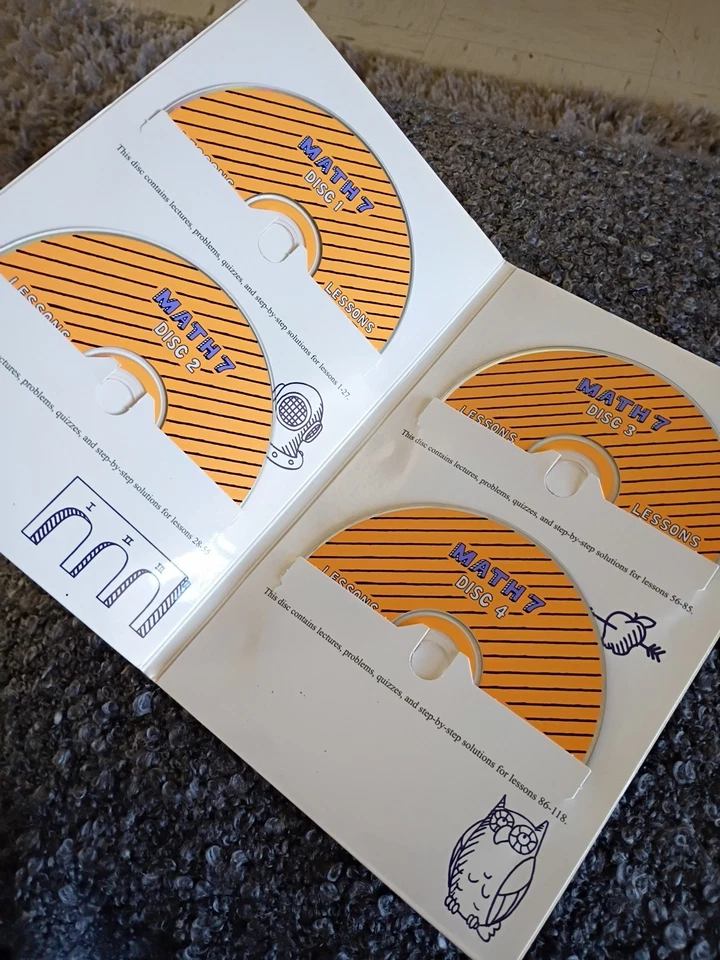 MATH 7
DISC 1
LESSONS
LESSONS
This disc contains lectures, problems, quizzes, and step-by-step solutions for lessons 1-27.
MATH 7
DISC 2
LESSONS
lectures, problems, quizzes, and step-by-step solutions for lessons 28-55.
I
II
III
MATH 7
DISC 3
LESSONS
LESSONS
This disc contains lectures, problems, quizzes, and step-by-step solutions for lessons 56-85.
MATH 7
DISC 4
LESSONS
This disc contains lectures, problems, quizzes, and step-by-step solutions for lessons 86-118.